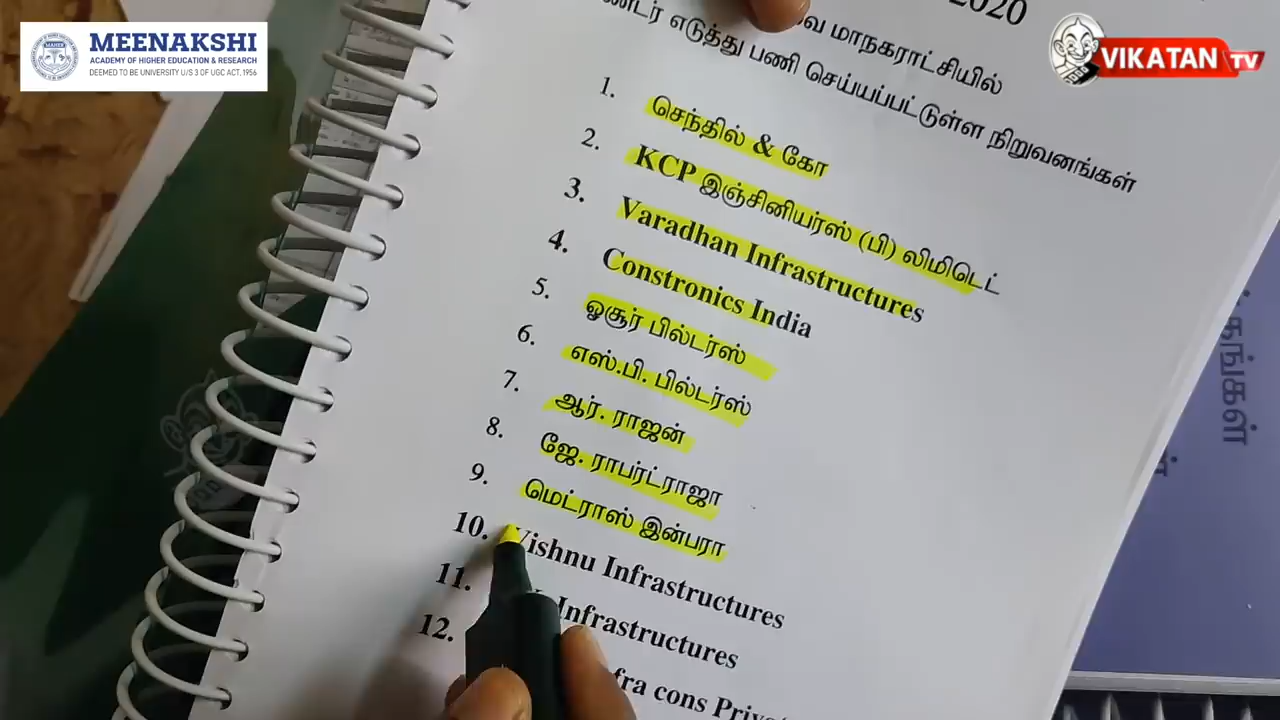 MEENAKSHI
ACADEMY OF HIGHER EDUCATION & RESEARCH
DEEMED TO BE UNIVERSITY U/S 3 OF UGC ACT, 1956
VIKATAN TV
2020
மாநகராட்சியில்
எடுத்து பணி செய்யப்பட்டுள்ள நிறுவனங்கள்
1. செந்தில் & கோ
2. KCP இஞ்சினியர்ஸ் (பி) லிமிடெட்
3. Varadhan Infrastructures
4. Constronics India
5. ஓசூர் பில்டர்ஸ்
6. எஸ்.பி. பில்டர்ஸ்
7. ஆர். ராஜன்
8. ஜே. ராபர்ட்ராஜா
9. மெட்ராஸ் இன்பரா
10. Vishnu Infrastructures
11. Infrastructures
12. cons